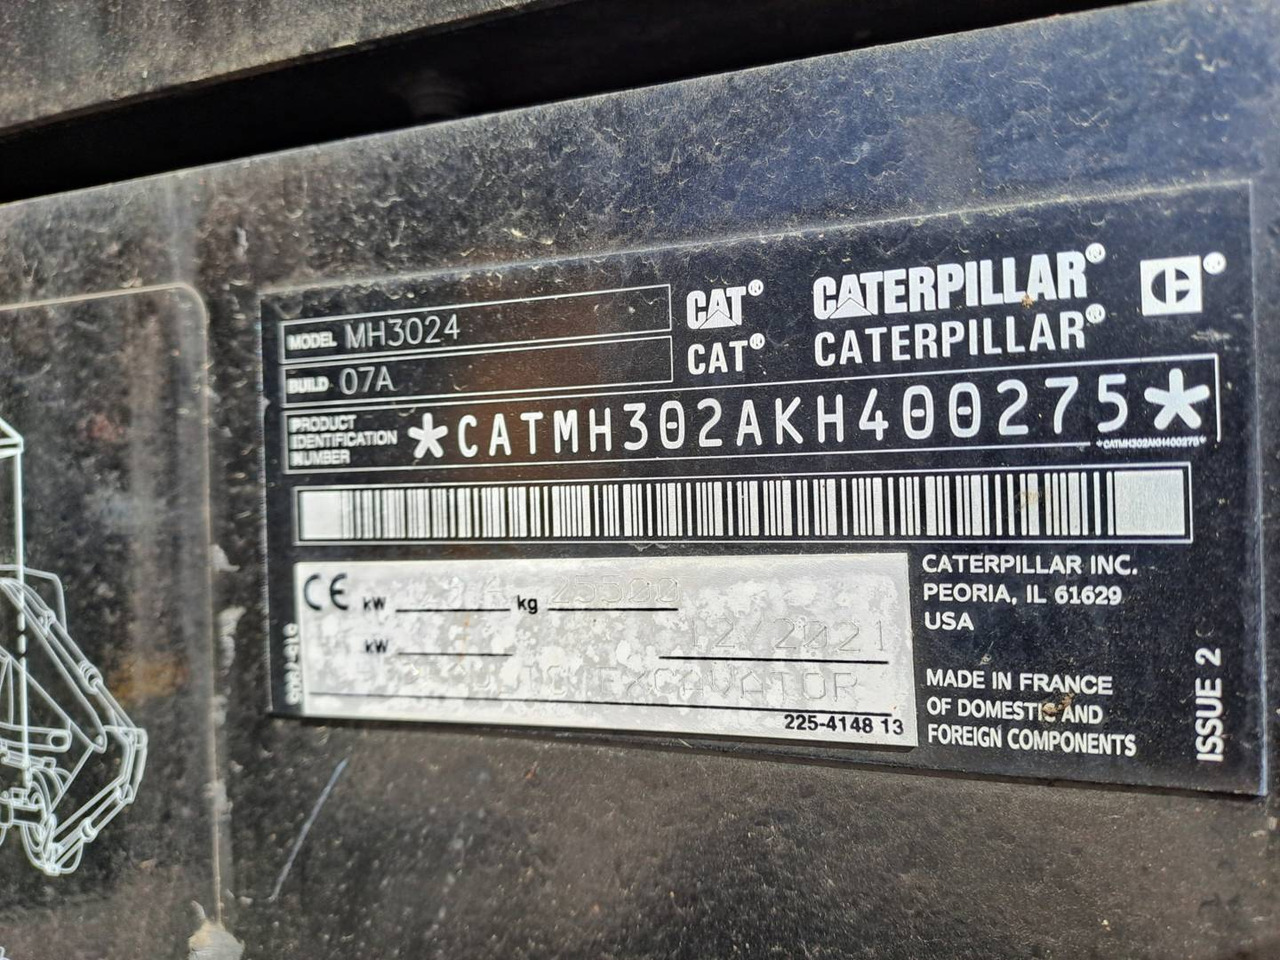 MODEL MH3024
BUILD 07A
CAT® CATERPILLAR®
CAT® CATERPILLAR®
PRODUCT IDENTIFICATION NUMBER *CATMH302AKH400275*
*CATMH302AKH400275*
CE kW kg 25500
kW 12/2021
EXCAVATOR
225-4148 13
CATERPILLAR INC.
PEORIA, IL 61629
USA
MADE IN FRANCE
OF DOMESTIC AND
FOREIGN COMPONENTS
ISSUE 2